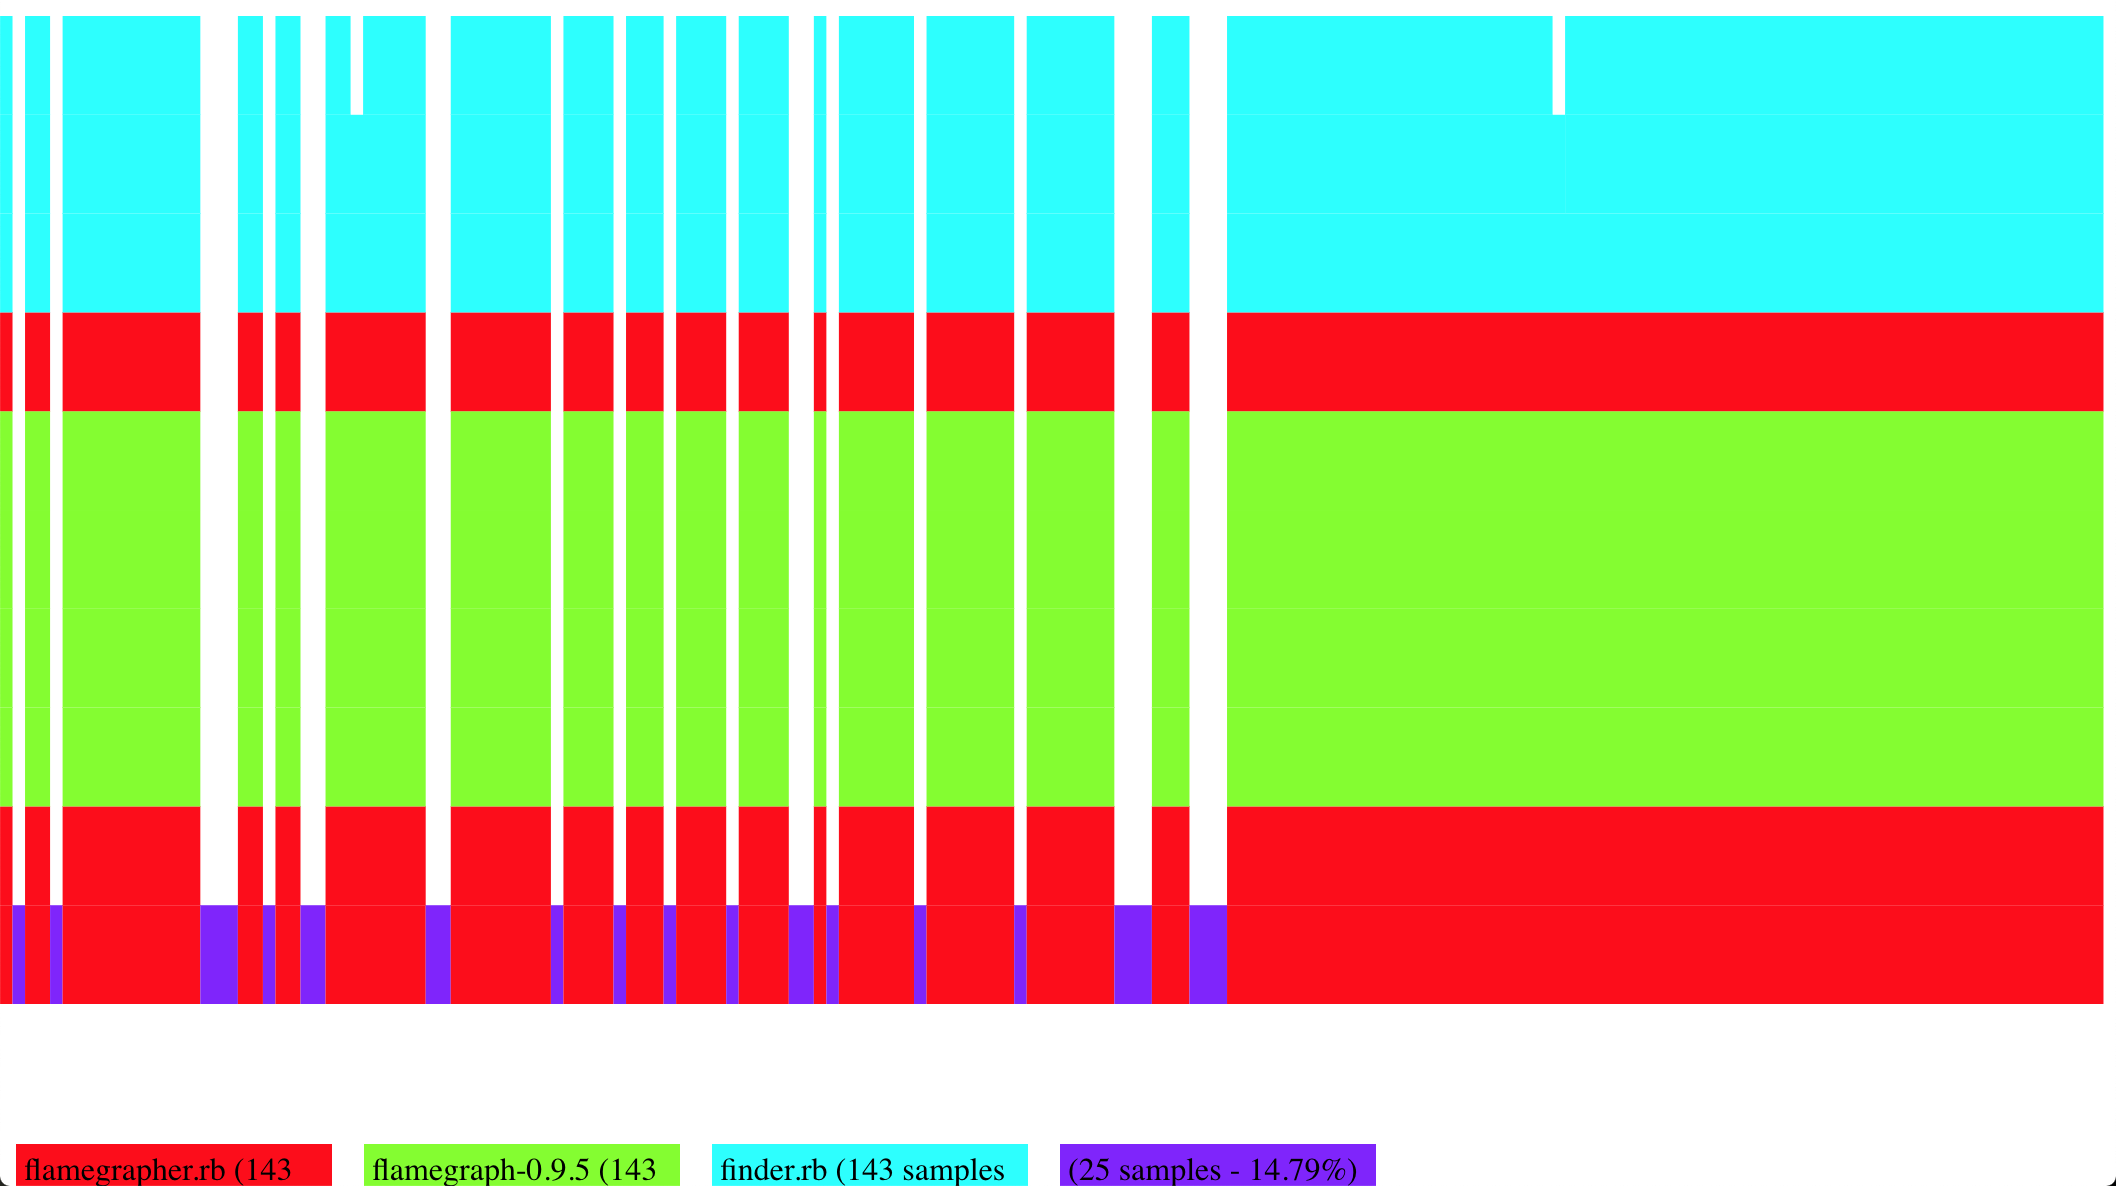 flamegrapher.rb (143
flamegraph-0.9.5 (143
finder.rb (143 samples
(25 samples - 14.79%)